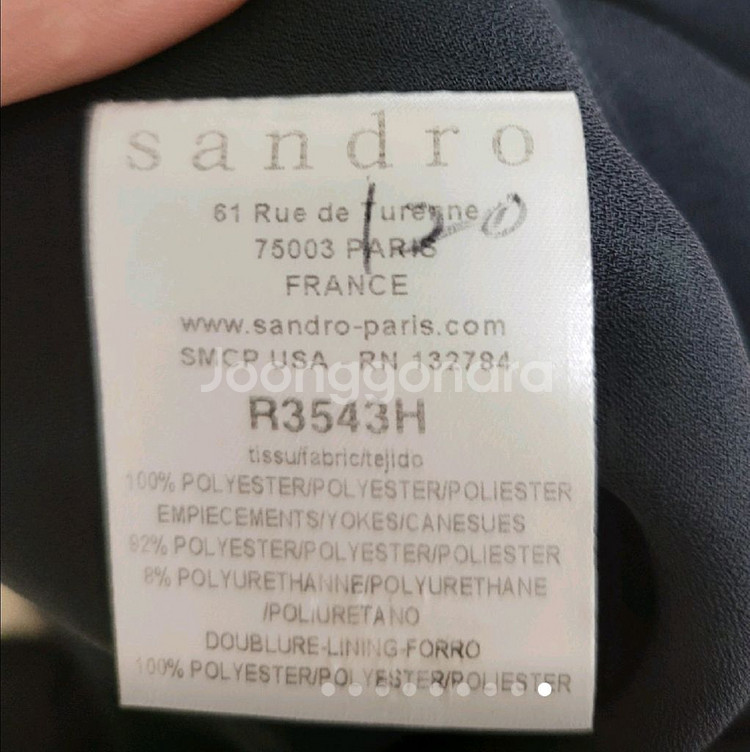 sandro
61 Rue de Turenne
120
75003 PARIS
FRANCE
www.sandro-paris.com
SMCP USA - RN 132784
Joonggonara
R3543H
tissu/fabric/tejido
100% POLYESTER/POLYESTER/POLIESTER
EMPIECEMENTS/YOKES/CANESUES
92% POLYESTER/POLYESTER/POLIESTER
8% POLYURETHANNE/POLYURETHANE
/POLIURETANO
DOUBLURE-LINING-FORRO
100% POLYESTER/POLYESTER/POLIESTER